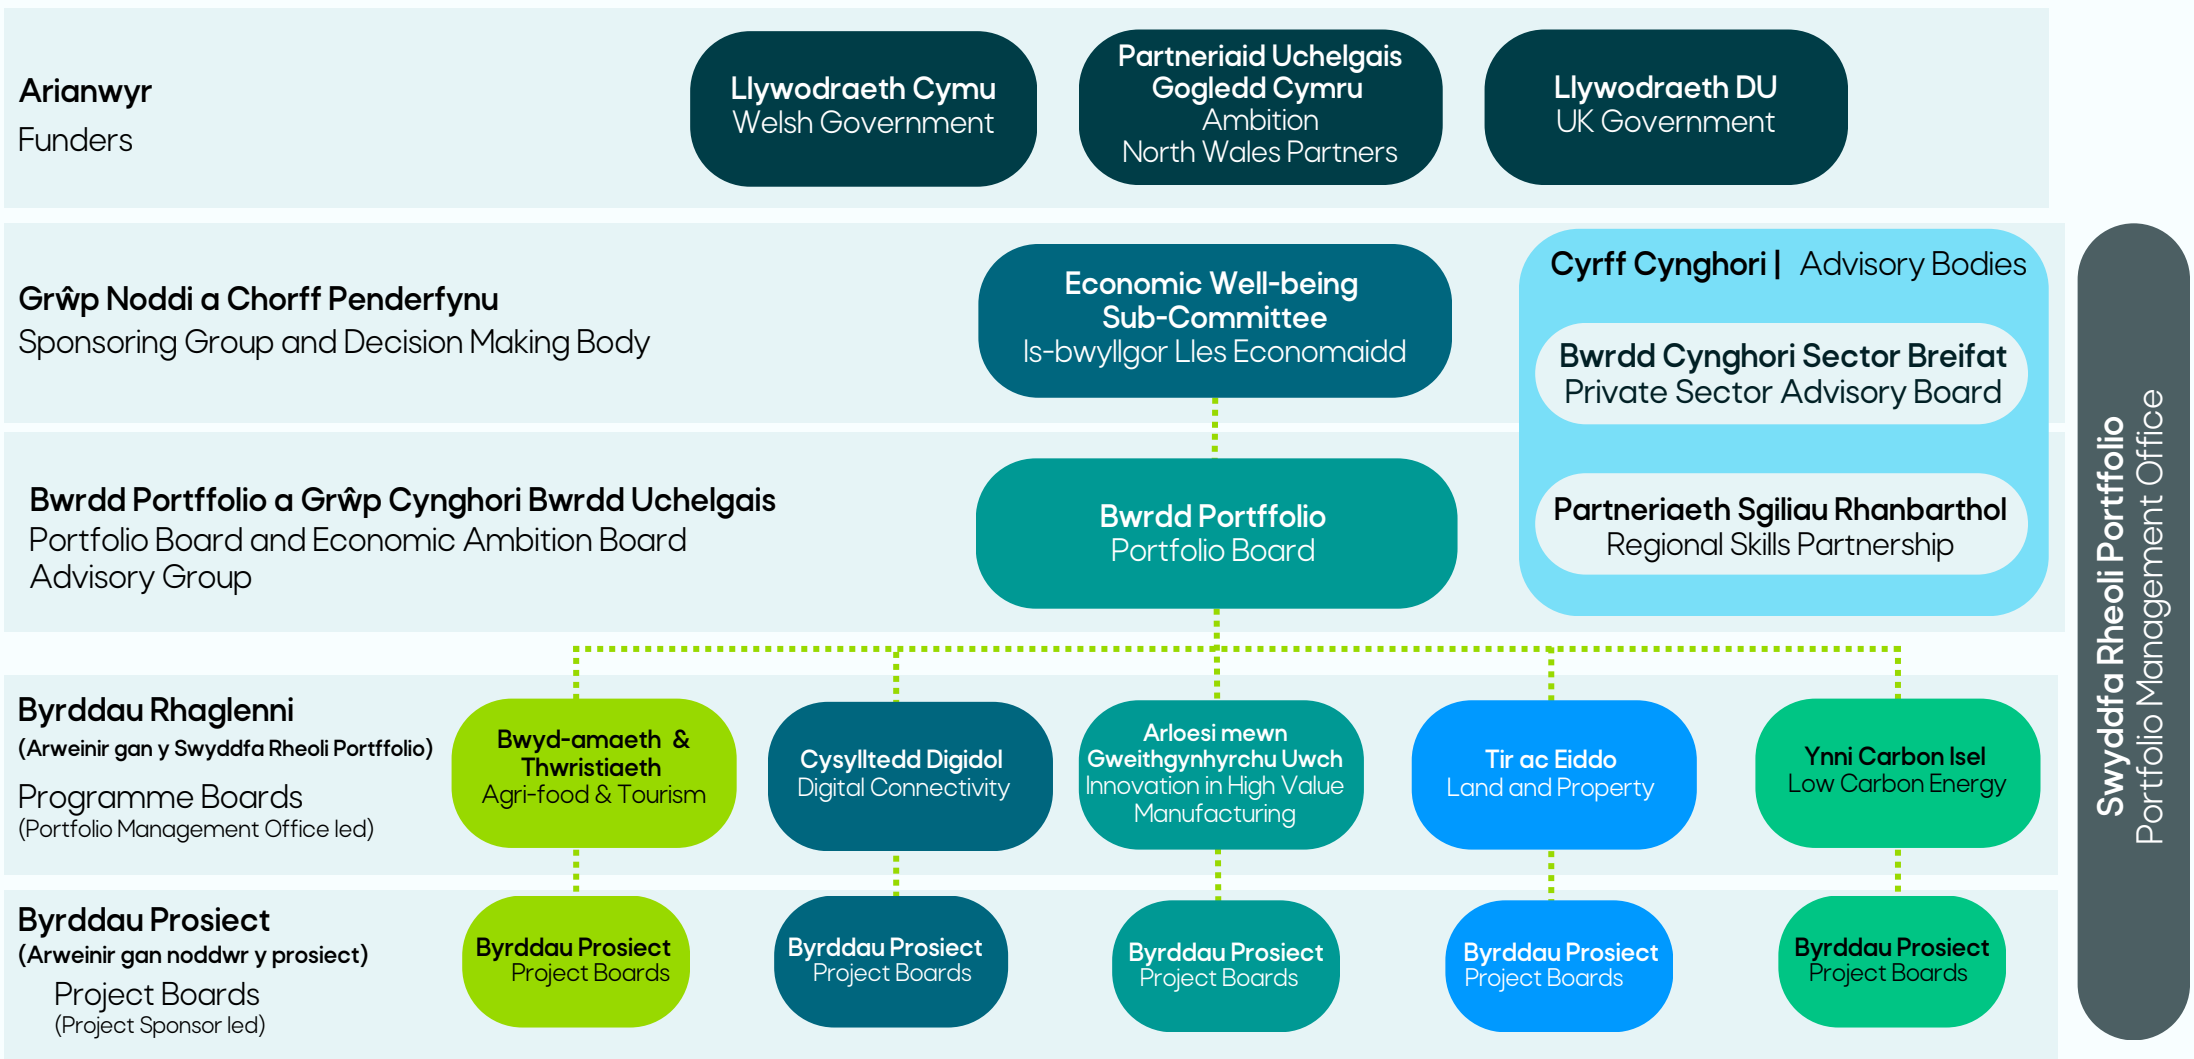 Arianwyr
Funders
Llywodraeth Cymu
Welsh Government
Partneriaid Uchelgais
Gogledd Cymru
Ambition
North Wales Partners
Llywodraeth DU
UK Government
Grŵp Noddi a Chorff Penderfynu
Sponsoring Group and Decision Making Body
Economic Well-being
Sub-Committee
Is-bwyllgor Lles Economaidd
Cyrff Cynghori | Advisory Bodies
Bwrdd Cynghori Sector Breifat
Private Sector Advisory Board
Bwrdd Portffolio a Grŵp Cynghori Bwrdd Uchelgais
Portfolio Board and Economic Ambition Board
Advisory Group
Bwrdd Portffolio
Portfolio Board
Partneriaeth Sgiliau Rhanbarthol
Regional Skills Partnership
Byrddau Rhaglenni
(Arweinir gan y Swyddfa Rheoli Portffolio)
Programme Boards
(Portfolio Management Office led)
Bwyd-amaeth &
Thwristiaeth
Agri-food & Tourism
Cysylltedd Digidol
Digital Connectivity
Arloesi mewn
Gweithgynhyrchu Uwch
Innovation in High Value
Manufacturing
Tir ac Eiddo
Land and Property
Ynni Carbon Isel
Low Carbon Energy
Byrddau Prosiect
(Arweinir gan noddwr y prosiect)
Project Boards
(Project Sponsor led)
Byrddau Prosiect
Project Boards
Byrddau Prosiect
Project Boards
Byrddau Prosiect
Project Boards
Byrddau Prosiect
Project Boards
Byrddau Prosiect
Project Boards
Swyddfa Rheoli Portffolio
Portfolio Management Office